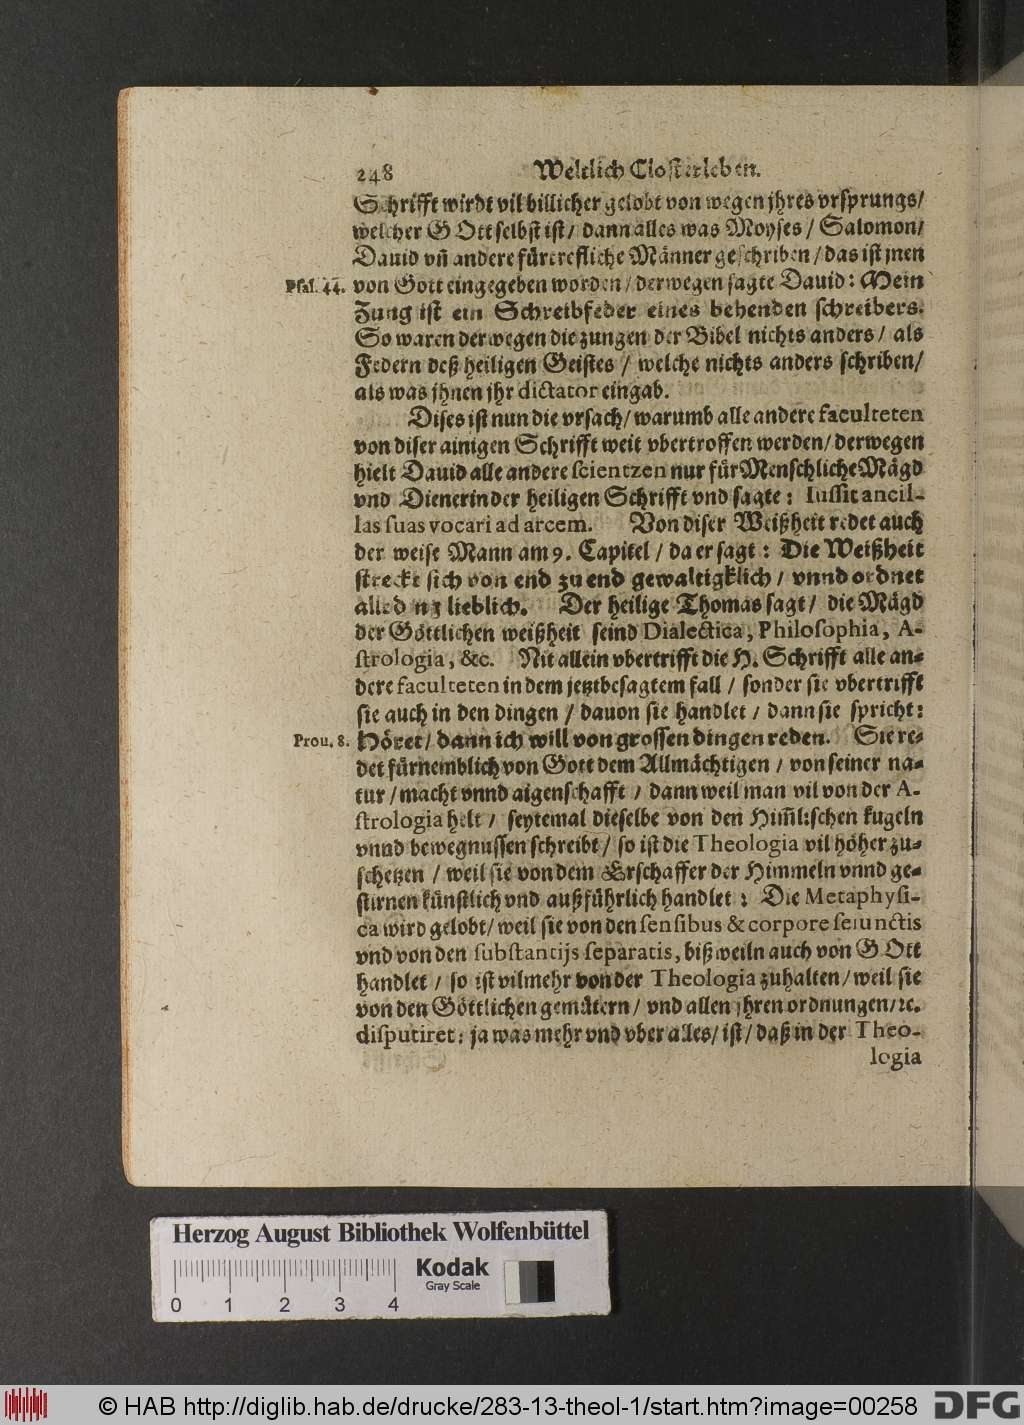 248 Weltlich Closterleben.
Schrifft wirdt vil billicher gelobt von wegen jhres vrsprungs/
welcher GOtt selbst ist/ dann alles was Moyses/ Salomon/
Dauid vñ andere fürtrefliche Männer geschriben/ das ist jnen
Psal. 44. von Gott eingegeben worden/ derwegen sagte Dauid: Mein
Zung ist ein Schreibfeder eines behenden schreibers.
So waren derwegen die zungen der Bibel nichts anders/ als
Federn deß heiligen Geistes/ welche nichts anders schriben/
als was jhnen jhr dictator eingab.
Dises ist nun die vrsach/ warumb alle andere faculteten
von diser ainigen Schrifft weit vbertroffen werden/ derwegen
hielt Dauid alle andere scientzen nur für Menschliche Mägd
vnd Dienerin der heiligen Schrifft vnd sagte: Iussit ancil-
las suas vocari ad arcem. Von diser Weißheit redet auch
der weise Mann am 9. Capitel/ da er sagt: Die Weißheit
streckt sich von end zu end gewaltigklich/ vnnd ordnet
alle ding lieblich. Der heilige Thomas sagt/ die Mägd
der Göttlichen weißheit seind Dialectica, Philosophia, A-
strologia, &c. Nit allein vbertrifft die H. Schrifft alle an-
dere faculteten in dem jetztbesagtem fall/ sonder sie vbertrifft
sie auch in den dingen/ dauon sie handlet/ dann sie spricht:
Prou. 8. Höret/ dann ich will von grossen dingen reden. Sie re-
det fürnemblich von Gott dem Allmächtigen/ von seiner na-
tur/ macht vnnd aigenschafft/ dann weil man vil von der A-
strologia helt/ seytemal dieselbe von den Him̃lischen kugeln
vnnd bewegnussen schreibt/ so ist die Theologia vil höher zu-
schetzen/ weil sie von dem Erschaffer der Himmeln vnnd ge-
stirnen künstlich vnd außführlich handlet: Die Metaphysi-
ca wird gelobt/ weil sie von den sensibus & corpore seiunctis
vnd von den substantijs separatis, bißweiln auch von GOtt
handlet/ so ist vilmehr von der Theologia zuhalten/ weil sie
von den Göttlichen gemütern/ vnd allen jhren ordnungen/ ꝛc.
disputiret: ja was mehr vnd vber alles/ ist/ daß in der Theo-
logia
Herzog August Bibliothek Wolfenbüttel
Kodak
Gray Scale
0 1 2 3 4
© HAB http://diglib.hab.de/drucke/283-13-theol-1/start.htm?image=00258
DFG
DFG